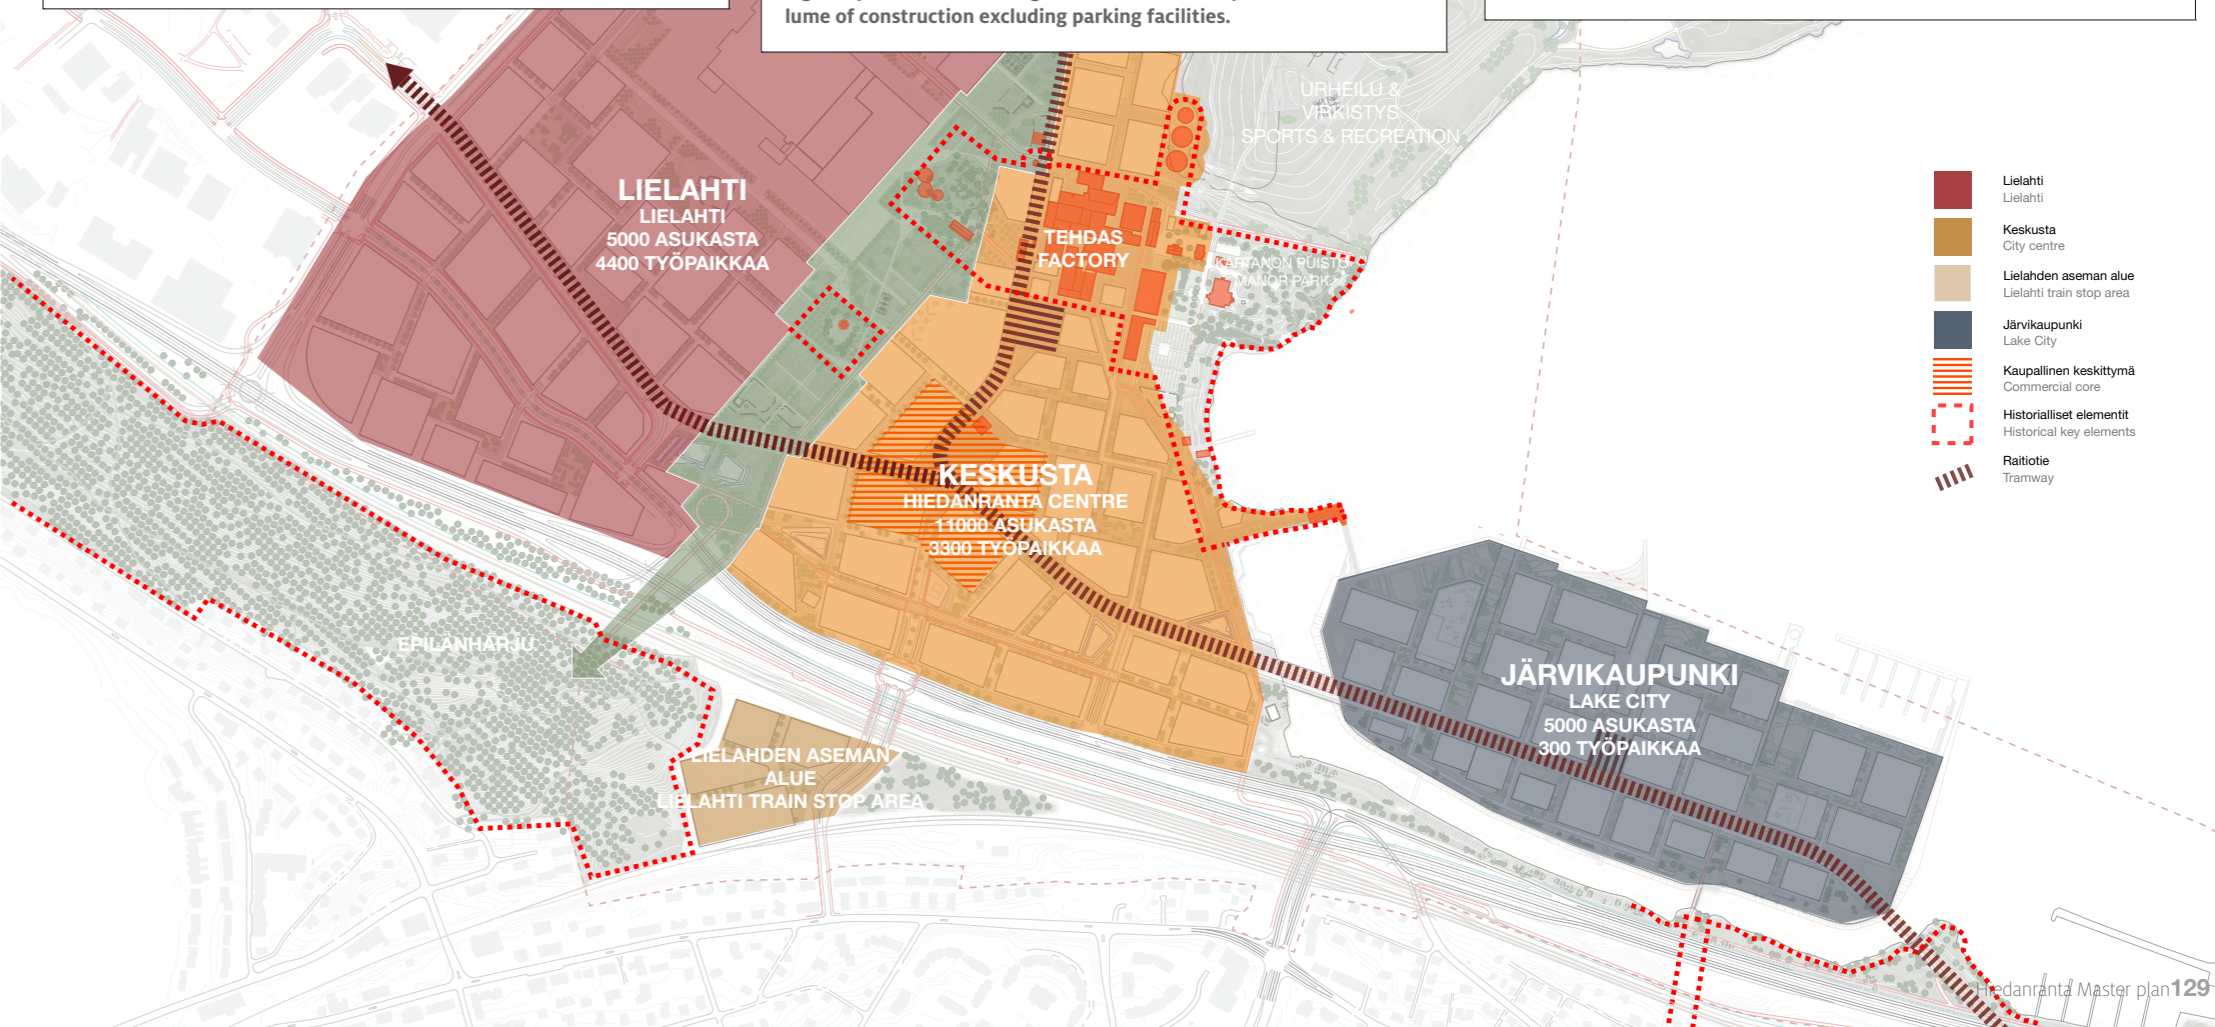 lume of construction excluding parking facilities.
URHEILU &
VIRKISTYS
SPORTS & RECREATION
LIELAHTI
LIELAHTI
5000 ASUKASTA
4400 TYÖPAIKKAA
TEHDAS
FACTORY
KARTANON PUISTO
MANOR PARK
KESKUSTA
HIEDANRANTA CENTRE
11000 ASUKASTA
3300 TYÖPAIKKAA
EPILÄNHARJU
JÄRVIKAUPUNKI
LAKE CITY
5000 ASUKASTA
300 TYÖPAIKKAA
LIELAHDEN ASEMAN
ALUE
LIELAHTI TRAIN STOP AREA
Lielahti
Lielahti
Keskusta
City centre
Lielahden aseman alue
Lielahti train stop area
Järvikaupunki
Lake City
Kaupallinen keskittymä
Commercial core
Historialliset elementit
Historical key elements
Raitiotie
Tramway
Hiedanranta Master plan 129